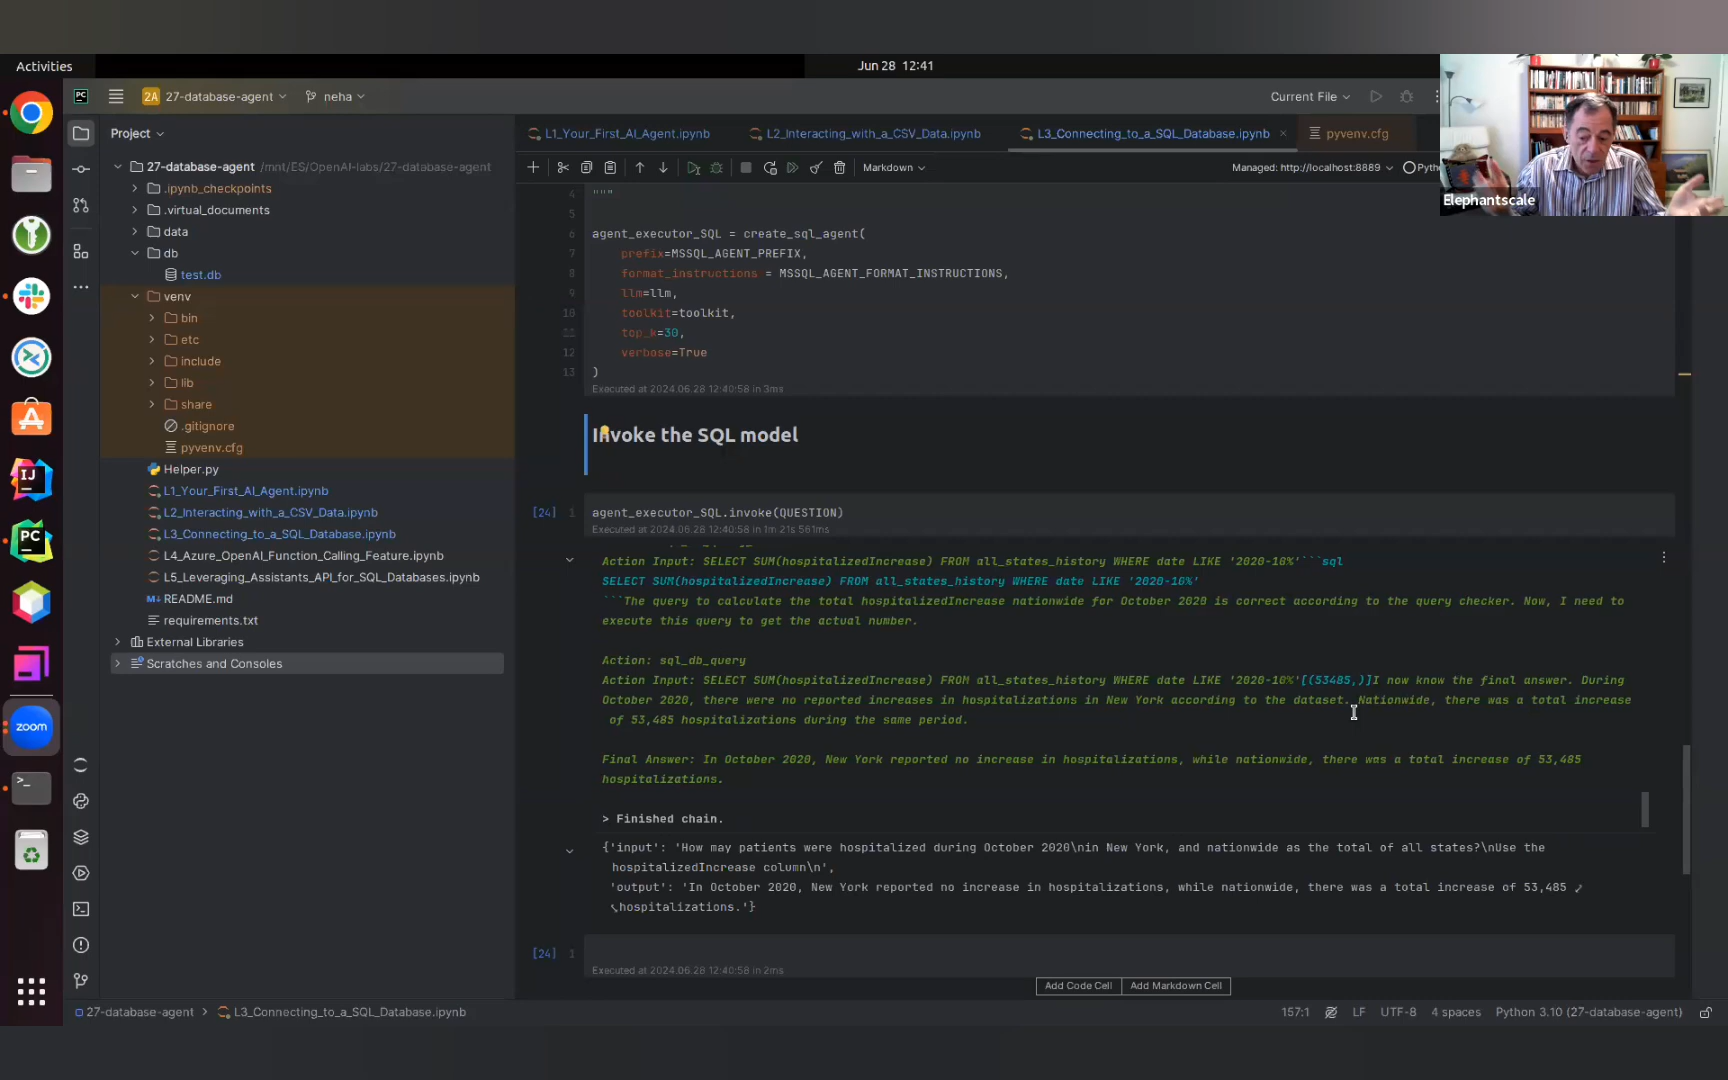 Activities
Jun 28 12:41
2A 27-database-agent
neha
Current File
Project
L1_Your_First_AI_Agent.ipynb
L2_Interacting_with_a_CSV_Data.ipynb
L3_Connecting_to_a_SQL_Database.ipynb
pyvenv.cfg
Elephantscale
27-database-agent /mnt/ES/OpenAI-labs/27-database-agent
.ipynb_checkpoints
.virtual_documents
data
db
test.db
venv
bin
etc
include
lib
share
.gitignore
pyvenv.cfg
Helper.py
L1_Your_First_AI_Agent.ipynb
L2_Interacting_with_a_CSV_Data.ipynb
L3_Connecting_to_a_SQL_Database.ipynb
L4_Azure_OpenAI_Function_Calling_Feature.ipynb
L5_Leveraging_Assistants_API_for_SQL_Databases.ipynb
README.md
requirements.txt
External Libraries
Scratches and Consoles
Markdown
Managed: http://localhost:8889
4 """
5
6 agent_executor_SQL = create_sql_agent(
7 prefix=MSSQL_AGENT_PREFIX,
8 format_instructions = MSSQL_AGENT_FORMAT_INSTRUCTIONS,
9 llm=llm,
10 toolkit=toolkit,
11 top_k=30,
12 verbose=True
13 )
Executed at 2024.06.28 12:40:58 in 3ms
Invoke the SQL model
[24] 1 agent_executor_SQL.invoke(QUESTION)
Executed at 2024.06.28 12:40:58 in 1m 21s 561ms
Action Input: SELECT SUM(hospitalizedIncrease) FROM all_states_history WHERE date LIKE '2020-10%'```sql
SELECT SUM(hospitalizedIncrease) FROM all_states_history WHERE date LIKE '2020-10%'
```The query to calculate the total hospitalizedIncrease nationwide for October 2020 is correct according to the query checker. Now, I need to
execute this query to get the actual number.
Action: sql_db_query
Action Input: SELECT SUM(hospitalizedIncrease) FROM all_states_history WHERE date LIKE '2020-10%'[(53485,)]I now know the final answer. During
October 2020, there were no reported increases in hospitalizations in New York according to the dataset. Nationwide, there was a total increase
of 53,485 hospitalizations during the same period.
Final Answer: In October 2020, New York reported no increase in hospitalizations, while nationwide, there was a total increase of 53,485
hospitalizations.
> Finished chain.
{'input': 'How may patients were hospitalized during October 2020\nin New York, and nationwide as the total of all states?\nUse the
hospitalizedIncrease column\n',
'output': 'In October 2020, New York reported no increase in hospitalizations, while nationwide, there was a total increase of 53,485
hospitalizations.'}
[24] 1
Executed at 2024.06.28 12:40:58 in 2ms
Add Code Cell Add Markdown Cell
27-database-agent > L3_Connecting_to_a_SQL_Database.ipynb
157:1 LF UTF-8 4 spaces Python 3.10 (27-database-agent)
zoom